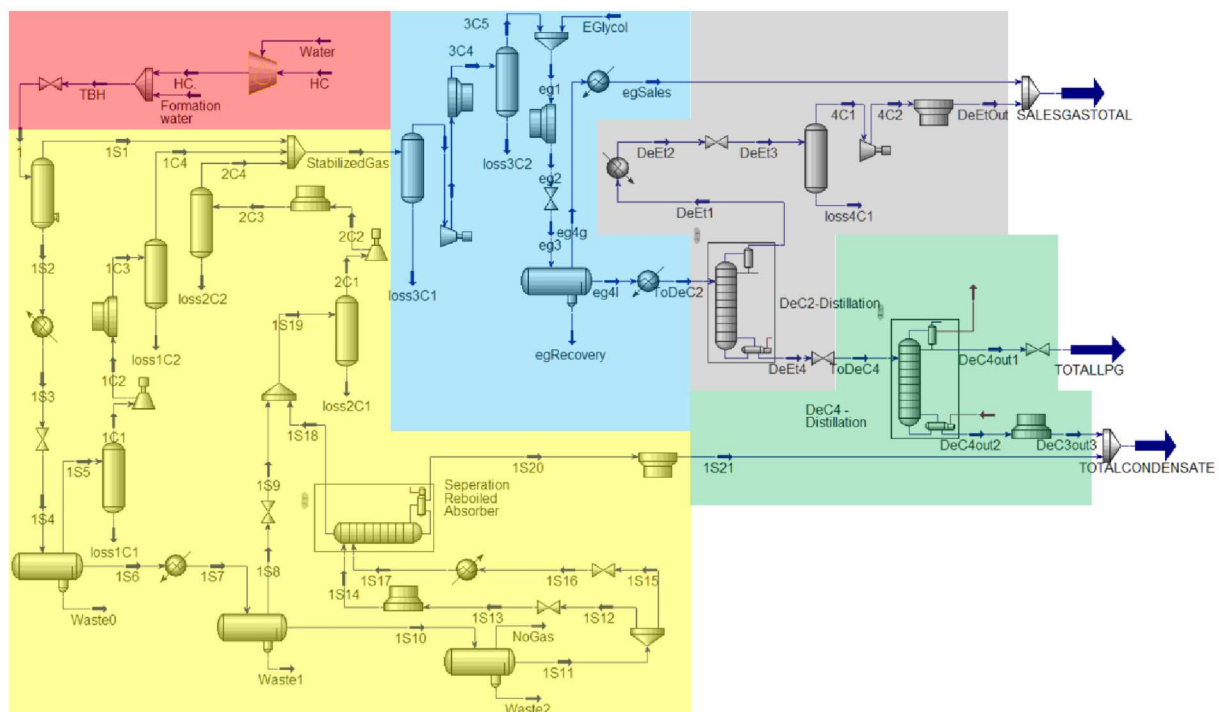 Water
HC
HC.
TBH
Formation
water
1
1S1
1S2
1S3
1S4
1S5
1C1
1C2
1C3
1C4
loss1C1
loss1C2
Waste0
1S6
1S7
1S8
1S9
Waste1
1S10
NoGas
1S11
Waste2
1S12
1S13
1S14
1S15
1S16
1S17
1S18
1S19
1S20
1S21
Seperation
Reboiled
Absorber
2C1
2C2
2C3
2C4
loss2C1
loss2C2
StabilizedGas
loss3C1
3C4
3C5
loss3C2
EGlycol
eg1
eg2
eg3
eg4g
egSales
eg4l
egRecovery
ToDeC2
DeEt1
DeEt2
DeEt3
loss4C1
4C1
4C2
DeEtOut
SALESGASTOTAL
DeC2-Distillation
DeEt4
ToDeC4
DeC4 -
Distillation
DeC4out1
TOTALLPG
DeC4out2
DeC3out3
TOTALCONDENSATE